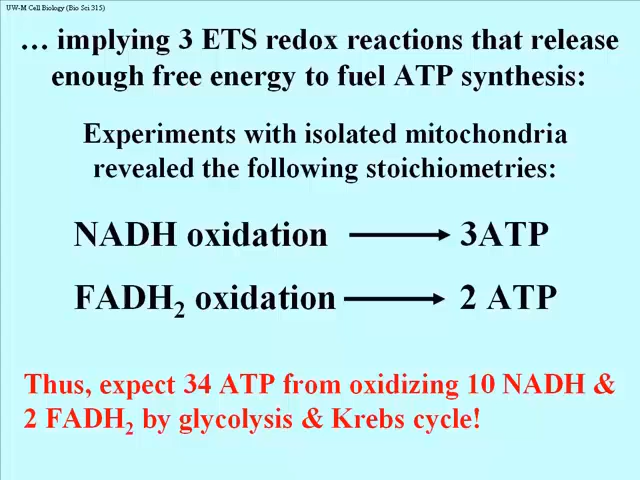 UW-M Cell Biology (Bio Sci 315)
… implying 3 ETS redox reactions that release
enough free energy to fuel ATP synthesis:
Experiments with isolated mitochondria
revealed the following stoichiometries:
NADH oxidation → 3ATP
FADH₂ oxidation → 2 ATP
Thus, expect 34 ATP from oxidizing 10 NADH &
2 FADH₂ by glycolysis & Krebs cycle!